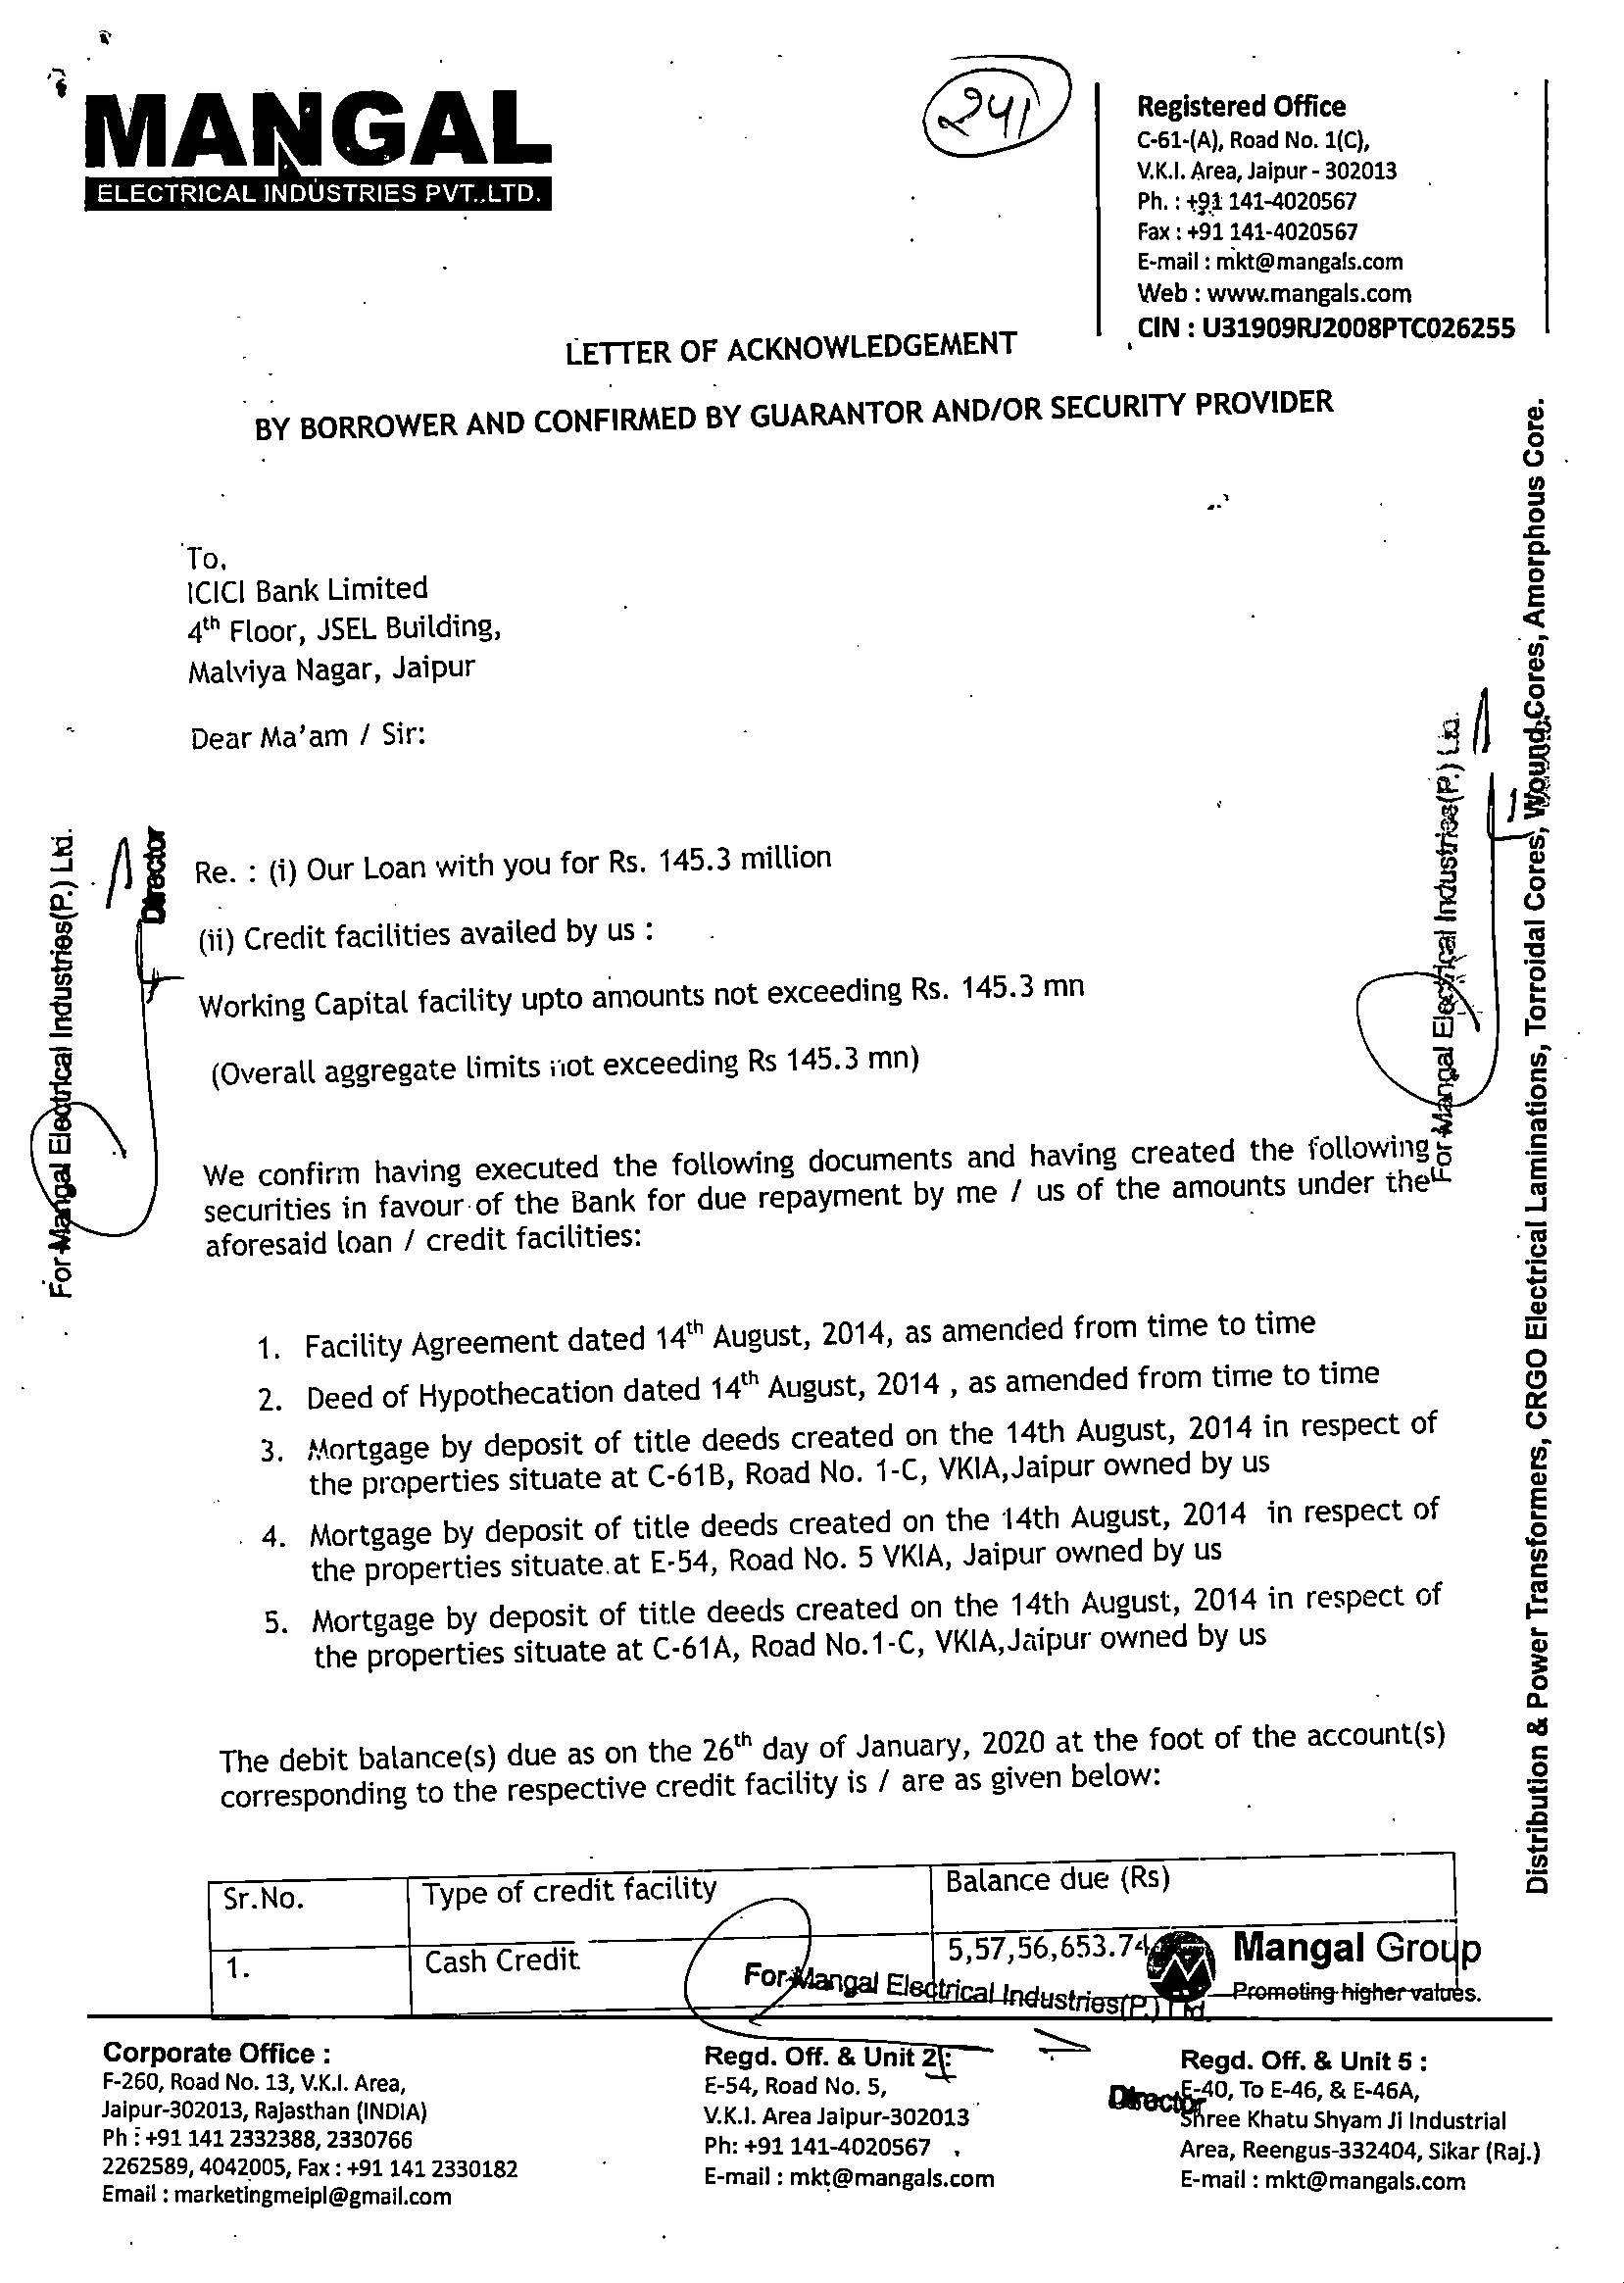 MANGAL
ELECTRICAL INDUSTRIES PVT. LTD.
241
Registered Office
C-61-(A), Road No. 1(C),
V.K.I. Area, Jaipur - 302013
Ph. : +91 141-4020567
Fax : +91 141-4020567
E-mail : mkt@mangals.com
Web : www.mangals.com
CIN : U31909RJ2008PTC026255
LETTER OF ACKNOWLEDGEMENT
BY BORROWER AND CONFIRMED BY GUARANTOR AND/OR SECURITY PROVIDER
To,
ICICI Bank Limited
4th Floor, JSEL Building,
Malviya Nagar, Jaipur
Dear Ma'am / Sir:
Re. : (i) Our Loan with you for Rs. 145.3 million
(ii) Credit facilities availed by us :
Working Capital facility upto amounts not exceeding Rs. 145.3 mn
(Overall aggregate limits not exceeding Rs 145.3 mn)
We confirm having executed the following documents and having created the following
securities in favour of the Bank for due repayment by me / us of the amounts under the
aforesaid loan / credit facilities:
1. Facility Agreement dated 14th August, 2014, as amended from time to time
2. Deed of Hypothecation dated 14th August, 2014 , as amended from time to time
3. Mortgage by deposit of title deeds created on the 14th August, 2014 in respect of
the properties situate at C-61B, Road No. 1-C, VKIA,Jaipur owned by us
4. Mortgage by deposit of title deeds created on the 14th August, 2014 in respect of
the properties situate at E-54, Road No. 5 VKIA, Jaipur owned by us
5. Mortgage by deposit of title deeds created on the 14th August, 2014 in respect of
the properties situate at C-61A, Road No.1-C, VKIA,Jaipur owned by us
The debit balance(s) due as on the 26th day of January, 2020 at the foot of the account(s)
corresponding to the respective credit facility is / are as given below:
Sr.No. Type of credit facility Balance due (Rs)
1. Cash Credit 5,57,56,653.74
For Mangal Electrical Industries(P.) Ltd.
Director
For Mangal Electrical Industries(P.) Ltd.
Director
For Mangal Electrical Industries(P.) Ltd.
Distribution & Power Transformers, CRGO Electrical Laminations, Torroidal Cores, Wound Cores, Amorphous Core.
Mangal Group
Promoting higher values.
Corporate Office :
F-260, Road No. 13, V.K.I. Area,
Jaipur-302013, Rajasthan (INDIA)
Ph : +91 141 2332388, 2330766
2262589, 4042005, Fax : +91 141 2330182
Email : marketingmeipl@gmail.com
Regd. Off. & Unit 2 :
E-54, Road No. 5,
V.K.I. Area Jaipur-302013
Ph: +91 141-4020567
E-mail : mkt@mangals.com
Regd. Off. & Unit 5 :
E-40, To E-46, & E-46A,
Shree Khatu Shyam Ji Industrial
Area, Reengus-332404, Sikar (Raj.)
E-mail : mkt@mangals.com